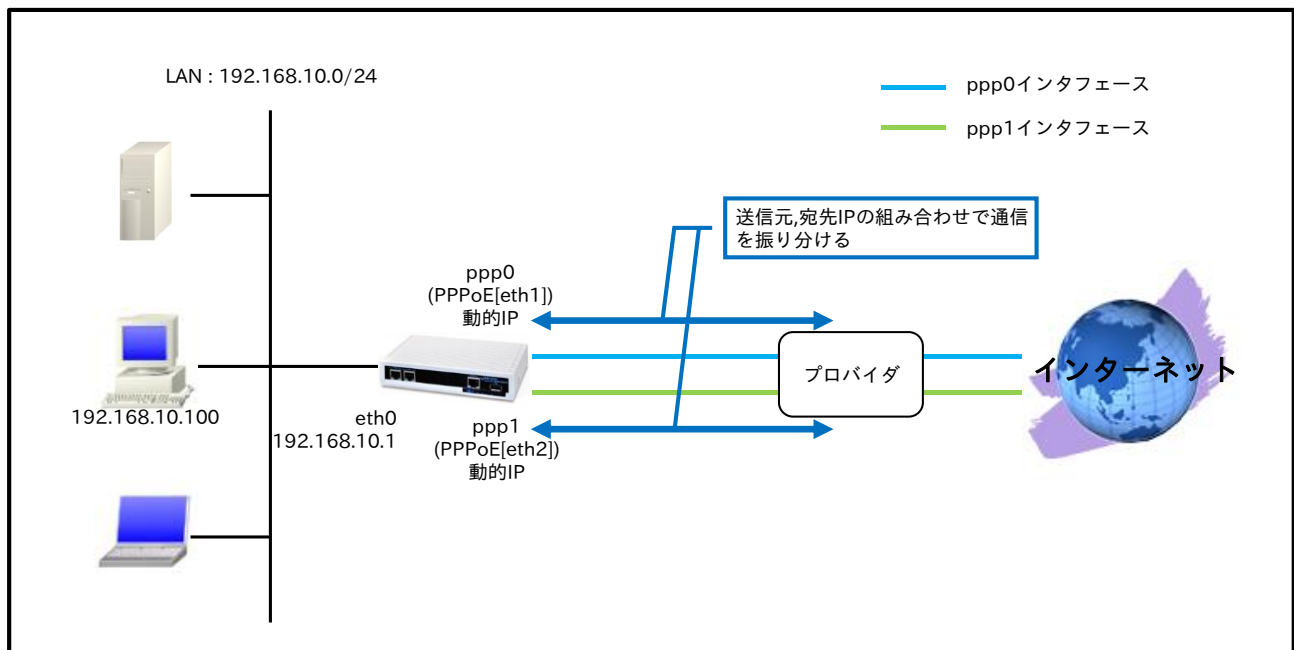 LAN : 192.168.10.0/24
ppp0インタフェース
ppp1インタフェース
送信元,宛先IPの組み合わせで通信
を振り分ける
ppp0
(PPPoE[eth1])
動的IP
プロバイダ
インターネット
192.168.10.100
eth0
192.168.10.1
ppp1
(PPPoE[eth2])
動的IP